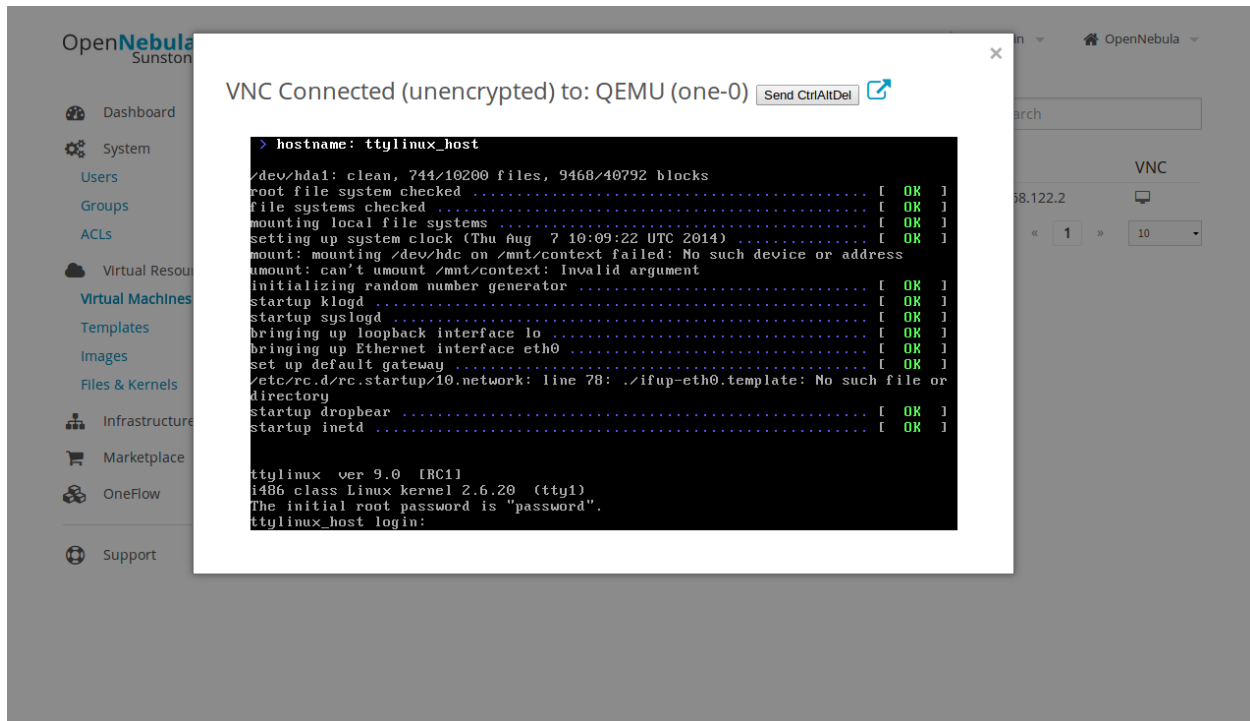 OpenNebula
Sunston
in
OpenNebula
×
VNC Connected (unencrypted) to: QEMU (one-0) Send CtrlAltDel
Dashboard
System
Users
Groups
ACLs
Virtual Resou
Virtual Machines
Templates
Images
Files & Kernels
Infrastructure
Marketplace
OneFlow
Support
> hostname: ttylinux_host
/dev/hda1: clean, 744/10200 files, 9468/40792 blocks
root file system checked ................................................ [ OK ]
file systems checked .................................................... [ OK ]
mounting local file systems ............................................. [ OK ]
setting up system clock (Thu Aug  7 10:09:22 UTC 2014) ............... [ OK ]
mount: mounting /dev/hdc on /mnt/context failed: No such device or address
umount: can't umount /mnt/context: Invalid argument
initializing random number generator ................................... [ OK ]
startup klogd ........................................................... [ OK ]
startup syslogd ......................................................... [ OK ]
bringing up loopback interface lo ....................................... [ OK ]
bringing up Ethernet interface eth0 ..................................... [ OK ]
set up default gateway .................................................. [ OK ]
/etc/rc.d/rc.startup/10.network: line 78: ./ifup-eth0.template: No such file or
directory
startup dropbear ........................................................ [ OK ]
startup inetd ........................................................... [ OK ]
ttylinux  ver 9.0  [RC1]
i486 class Linux kernel 2.6.20  (tty1)
The initial root password is "password".
ttylinux_host login:
arch
VNC
58.122.2
« 1 » 10